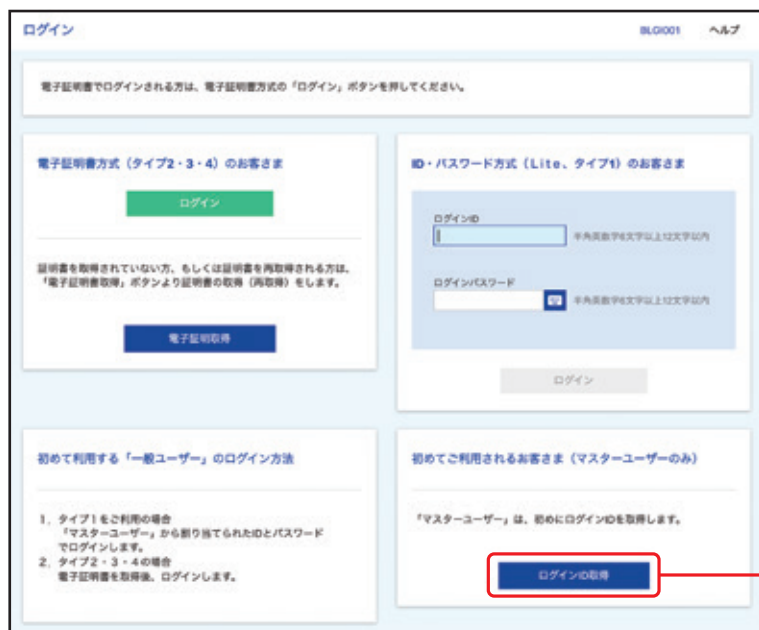 ログイン
BLGI001 ヘルプ
電子証明書でログインされる方は、電子証明書方式の「ログイン」ボタンを押してください。
電子証明書方式（タイプ2・3・4）のお客さま
ログイン
証明書を取得されていない方、もしくは証明書を再取得される方は、
「電子証明書取得」ボタンより証明書の取得（再取得）をします。
電子証明取得
ID・パスワード方式（Lite、タイプ1）のお客さま
ログインID
半角英数字6文字以上12文字以内
ログインパスワード
半角英数字6文字以上12文字以内
ログイン
初めて利用する「一般ユーザー」のログイン方法
1．タイプ1をご利用の場合
「マスターユーザー」から割り当てられたIDとパスワード
でログインします。
2．タイプ2・3・4の場合
電子証明書を取得後、ログインします。
初めてご利用されるお客さま（マスターユーザーのみ）
「マスターユーザー」は、初めにログインIDを取得します。
ログインID取得